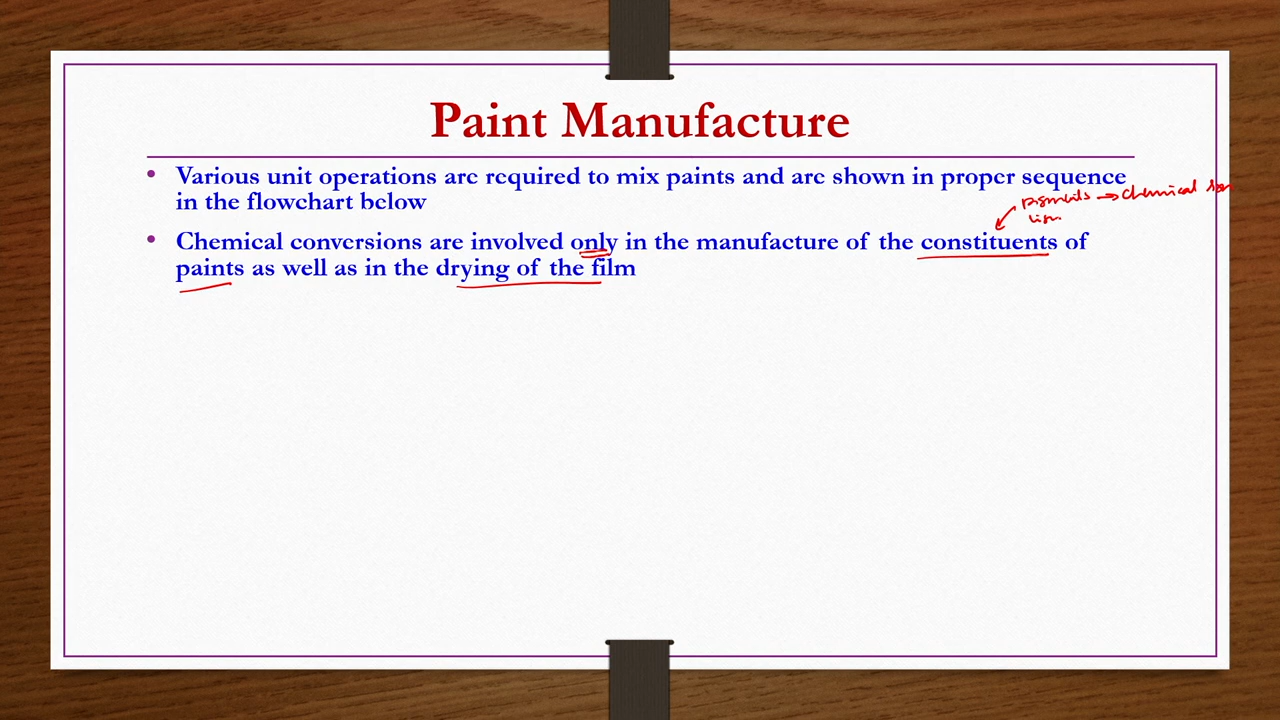 Paint Manufacture
• Various unit operations are required to mix paints and are shown in proper sequence
in the flowchart below
pigments → chemical
• Chemical conversions are involved only in the manufacture of the constituents of
paints as well as in the drying of the film